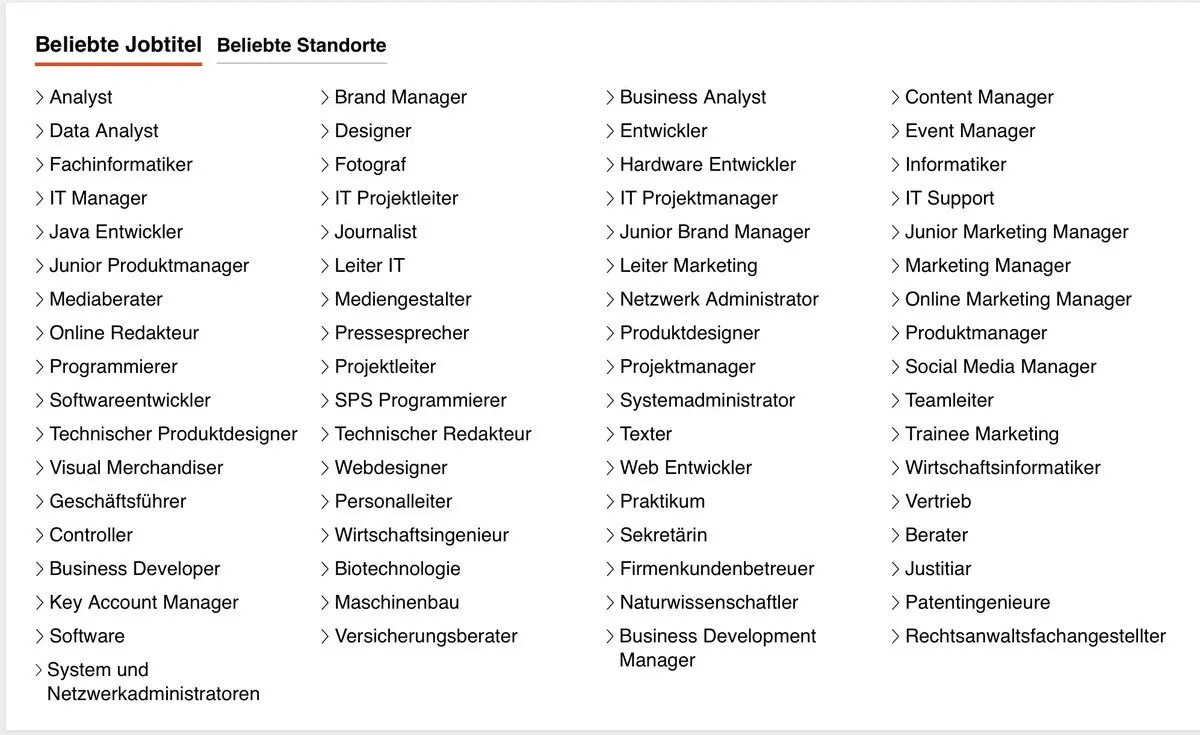 Beliebte Jobtitel Beliebte Standorte
Analyst Brand Manager Business Analyst Content Manager
Data Analyst Designer Entwickler Event Manager
Fachinformatiker Fotograf Hardware Entwickler Informatiker
IT Manager IT Projektleiter IT Projektmanager IT Support
Java Entwickler Journalist Junior Brand Manager Junior Marketing Manager
Junior Produktmanager Leiter IT Leiter Marketing Marketing Manager
Mediaberater Mediengestalter Netzwerk Administrator Online Marketing Manager
Online Redakteur Pressesprecher Produktdesigner Produktmanager
Programmierer Projektleiter Projektmanager Social Media Manager
Softwareentwickler SPS Programmierer Systemadministrator Teamleiter
Technischer Produktdesigner Technischer Redakteur Texter Trainee Marketing
Visual Merchandiser Webdesigner Web Entwickler Wirtschaftsinformatiker
Geschäftsführer Personalleiter Praktikum Vertrieb
Controller Wirtschaftsingenieur Sekretärin Berater
Business Developer Biotechnologie Firmenkundenbetreuer Justitiar
Key Account Manager Maschinenbau Naturwissenschaftler Patentingenieure
Software Versicherungsberater Business Development Rechtsanwaltsfachangestellter
Manager
System und
Netzwerkadministratoren